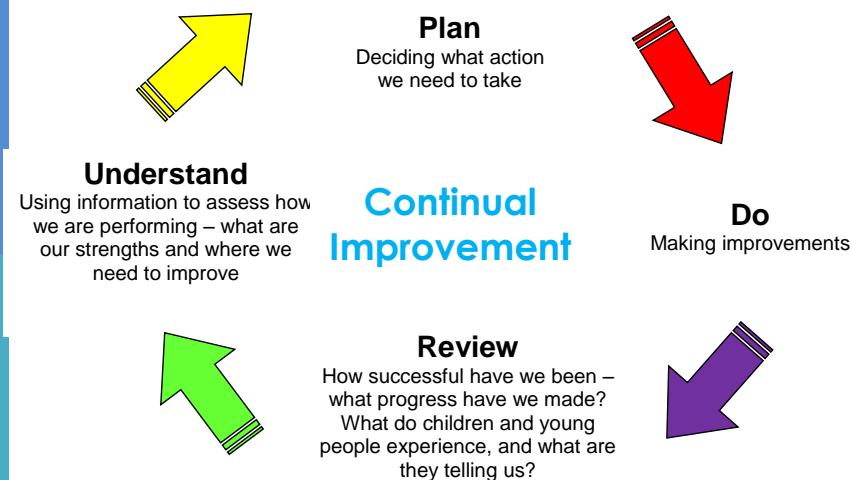 Plan
Deciding what action
we need to take
Understand
Using information to assess how
we are performing – what are
our strengths and where we
need to improve
Continual
Improvement
Do
Making improvements
Review
How successful have we been –
what progress have we made?
What do children and young
people experience, and what are
they telling us?